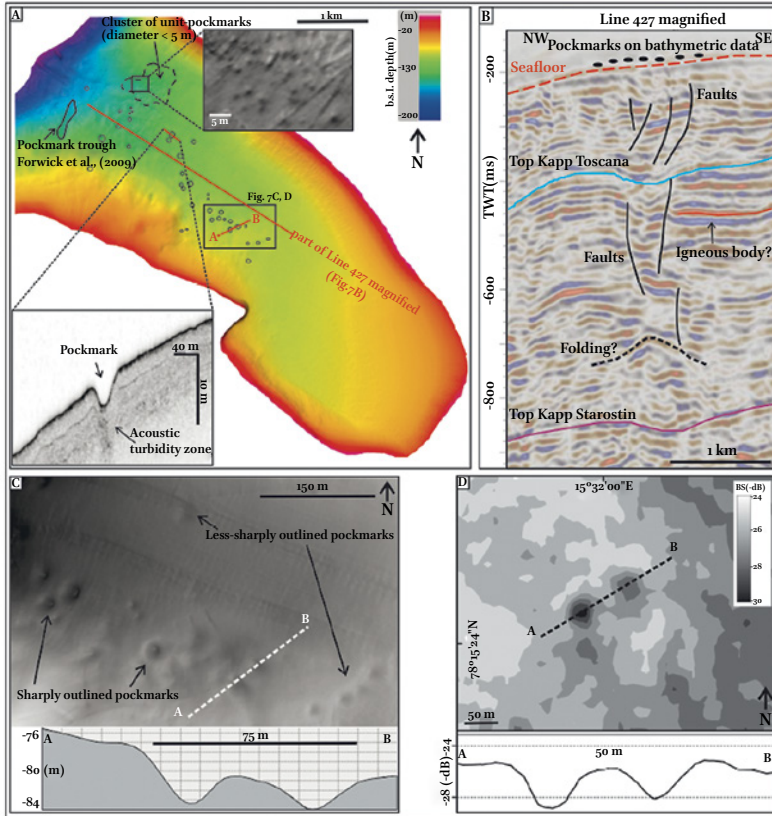 A
Cluster of unit-pockmarks
(diameter < 5 m)
1 km
5 m
(m)
-20
-130
-200
b.s.l. depth(m)
N
Pockmark trough
Forwick et al., (2009)
Fig. 7C, D
A
B
part of Line 427 magnified
(Fig.7B)
Pockmark
40 m
10 m
Acoustic
turbidity zone
B
Line 427 magnified
NW
SE
Pockmarks on bathymetric data
-200
Seafloor
Faults
Top Kapp Toscana
TWT(ms)
Igneous body?
Faults
-600
Folding?
-800
Top Kapp Starostin
1 km
C
150 m
N
Less-sharply outlined pockmarks
B
Sharply outlined pockmarks
A
-76
A
75 m
B
(m)
-80
-84
D
15°32'00"E
BS(-dB)
24
26
28
30
B
A
78°15'24"N
50 m
N
-24
A
50 m
B
(-dB)
-28